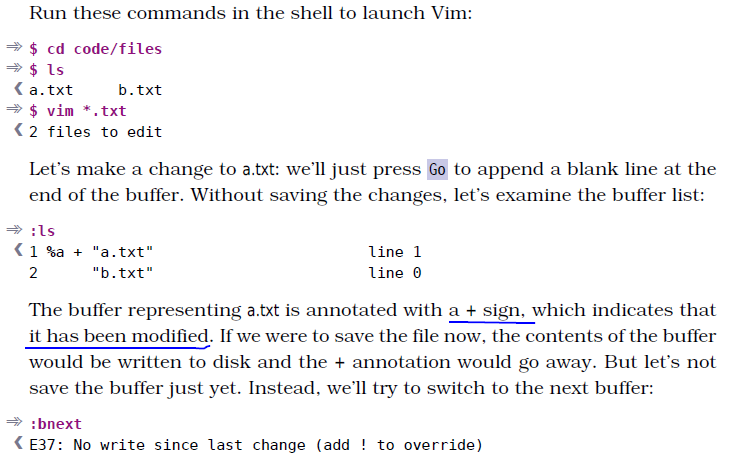 Run these commands in the shell to launch Vim:
⇒ $ cd code/files
⇒ $ ls
❮ a.txt b.txt
⇒ $ vim *.txt
❮ 2 files to edit
Let’s make a change to a.txt: we’ll just press Go to append a blank line at the
end of the buffer. Without saving the changes, let’s examine the buffer list:
⇒ :ls
❮ 1 %a + "a.txt" line 1
2 "b.txt" line 0
The buffer representing a.txt is annotated with a + sign, which indicates that
it has been modified. If we were to save the file now, the contents of the buffer
would be written to disk and the + annotation would go away. But let’s not
save the buffer just yet. Instead, we’ll try to switch to the next buffer:
⇒ :bnext
❮ E37: No write since last change (add ! to override)